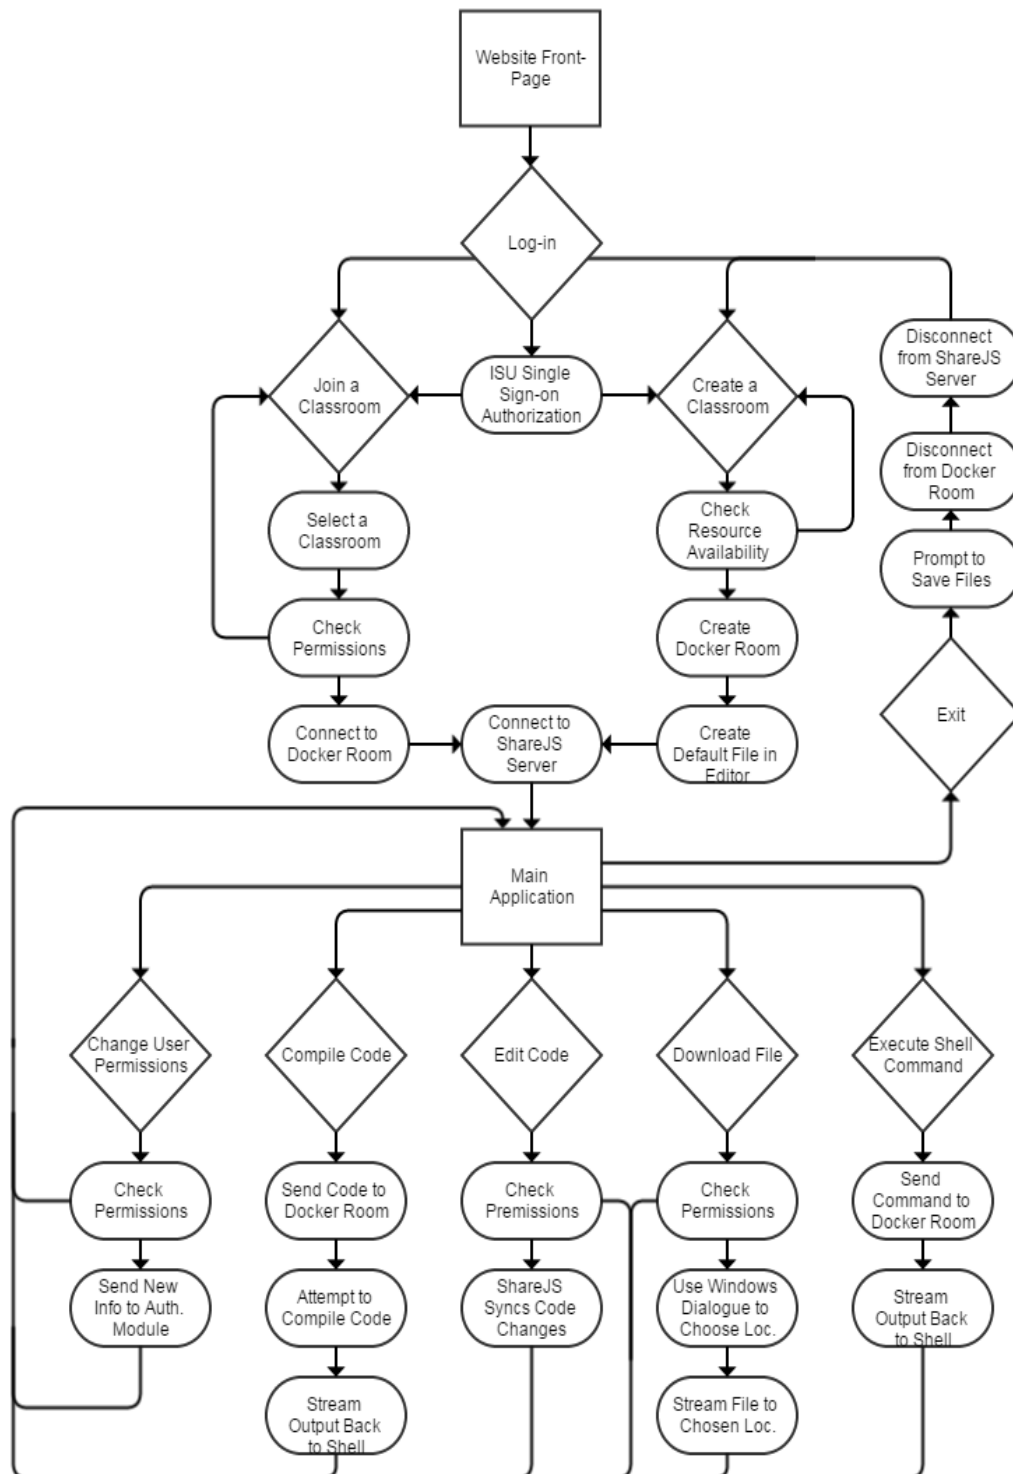 Website Front-
Page
Log-in
Join a
Classroom
ISU Single
Sign-on
Authorization
Create a
Classroom
Disconnect
from ShareJS
Server
Disconnect
from Docker
Room
Select a
Classroom
Check
Resource
Availability
Prompt to
Save Files
Check
Permissions
Create
Docker Room
Exit
Connect to
Docker Room
Connect to
ShareJS
Server
Create
Default File in
Editor
Main
Application
Change User
Permissions
Compile Code
Edit Code
Download File
Execute Shell
Command
Check
Permissions
Send Code to
Docker Room
Check
Premissions
Check
Permissions
Send
Command to
Docker Room
Send New
Info to Auth.
Module
Attempt to
Compile Code
ShareJS
Syncs Code
Changes
Use Windows
Dialogue to
Choose Loc.
Stream
Output Back
to Shell
Stream
Output Back
to Shell
Stream File to
Chosen Loc.